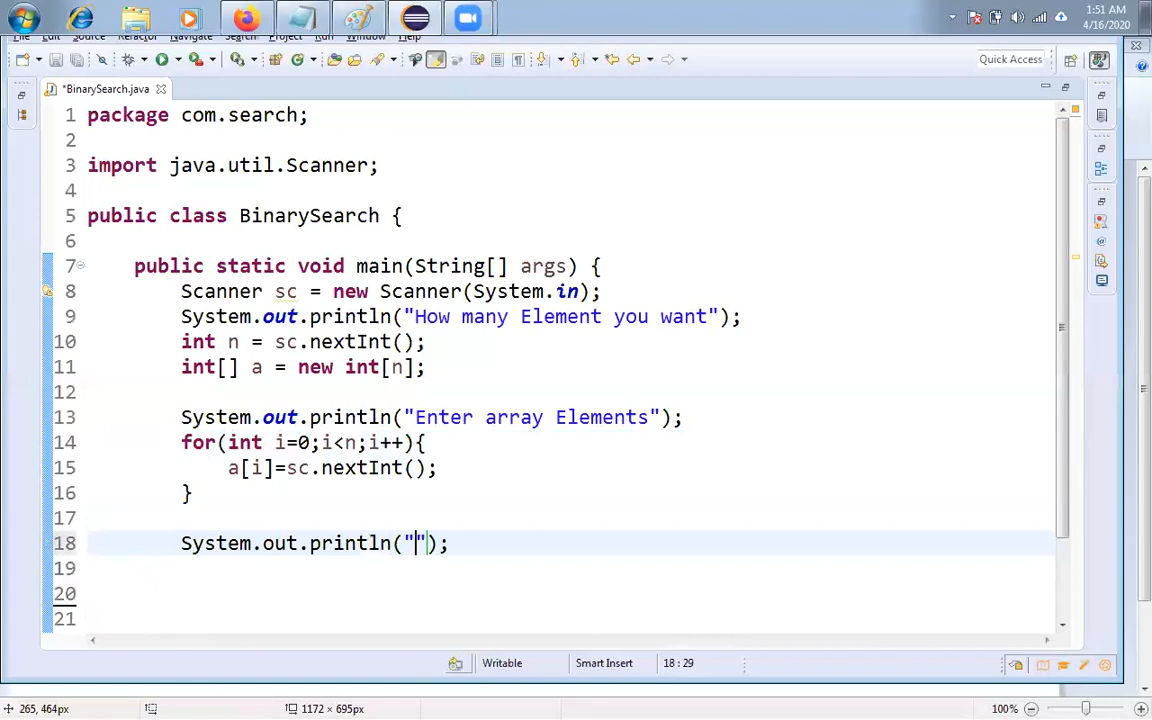 1:51 AM
4/16/2020
Quick Access
*BinarySearch.java
1 package com.search;
2
3 import java.util.Scanner;
4
5 public class BinarySearch {
6
7 public static void main(String[] args) {
8 Scanner sc = new Scanner(System.in);
9 System.out.println("How many Element you want");
10 int n = sc.nextInt();
11 int[] a = new int[n];
12
13 System.out.println("Enter array Elements");
14 for(int i=0;i<n;i++){
15 a[i]=sc.nextInt();
16 }
17
18 System.out.println("");
19
20
21
Writable Smart Insert 18 : 29
265, 464px 1172 × 695px 100%